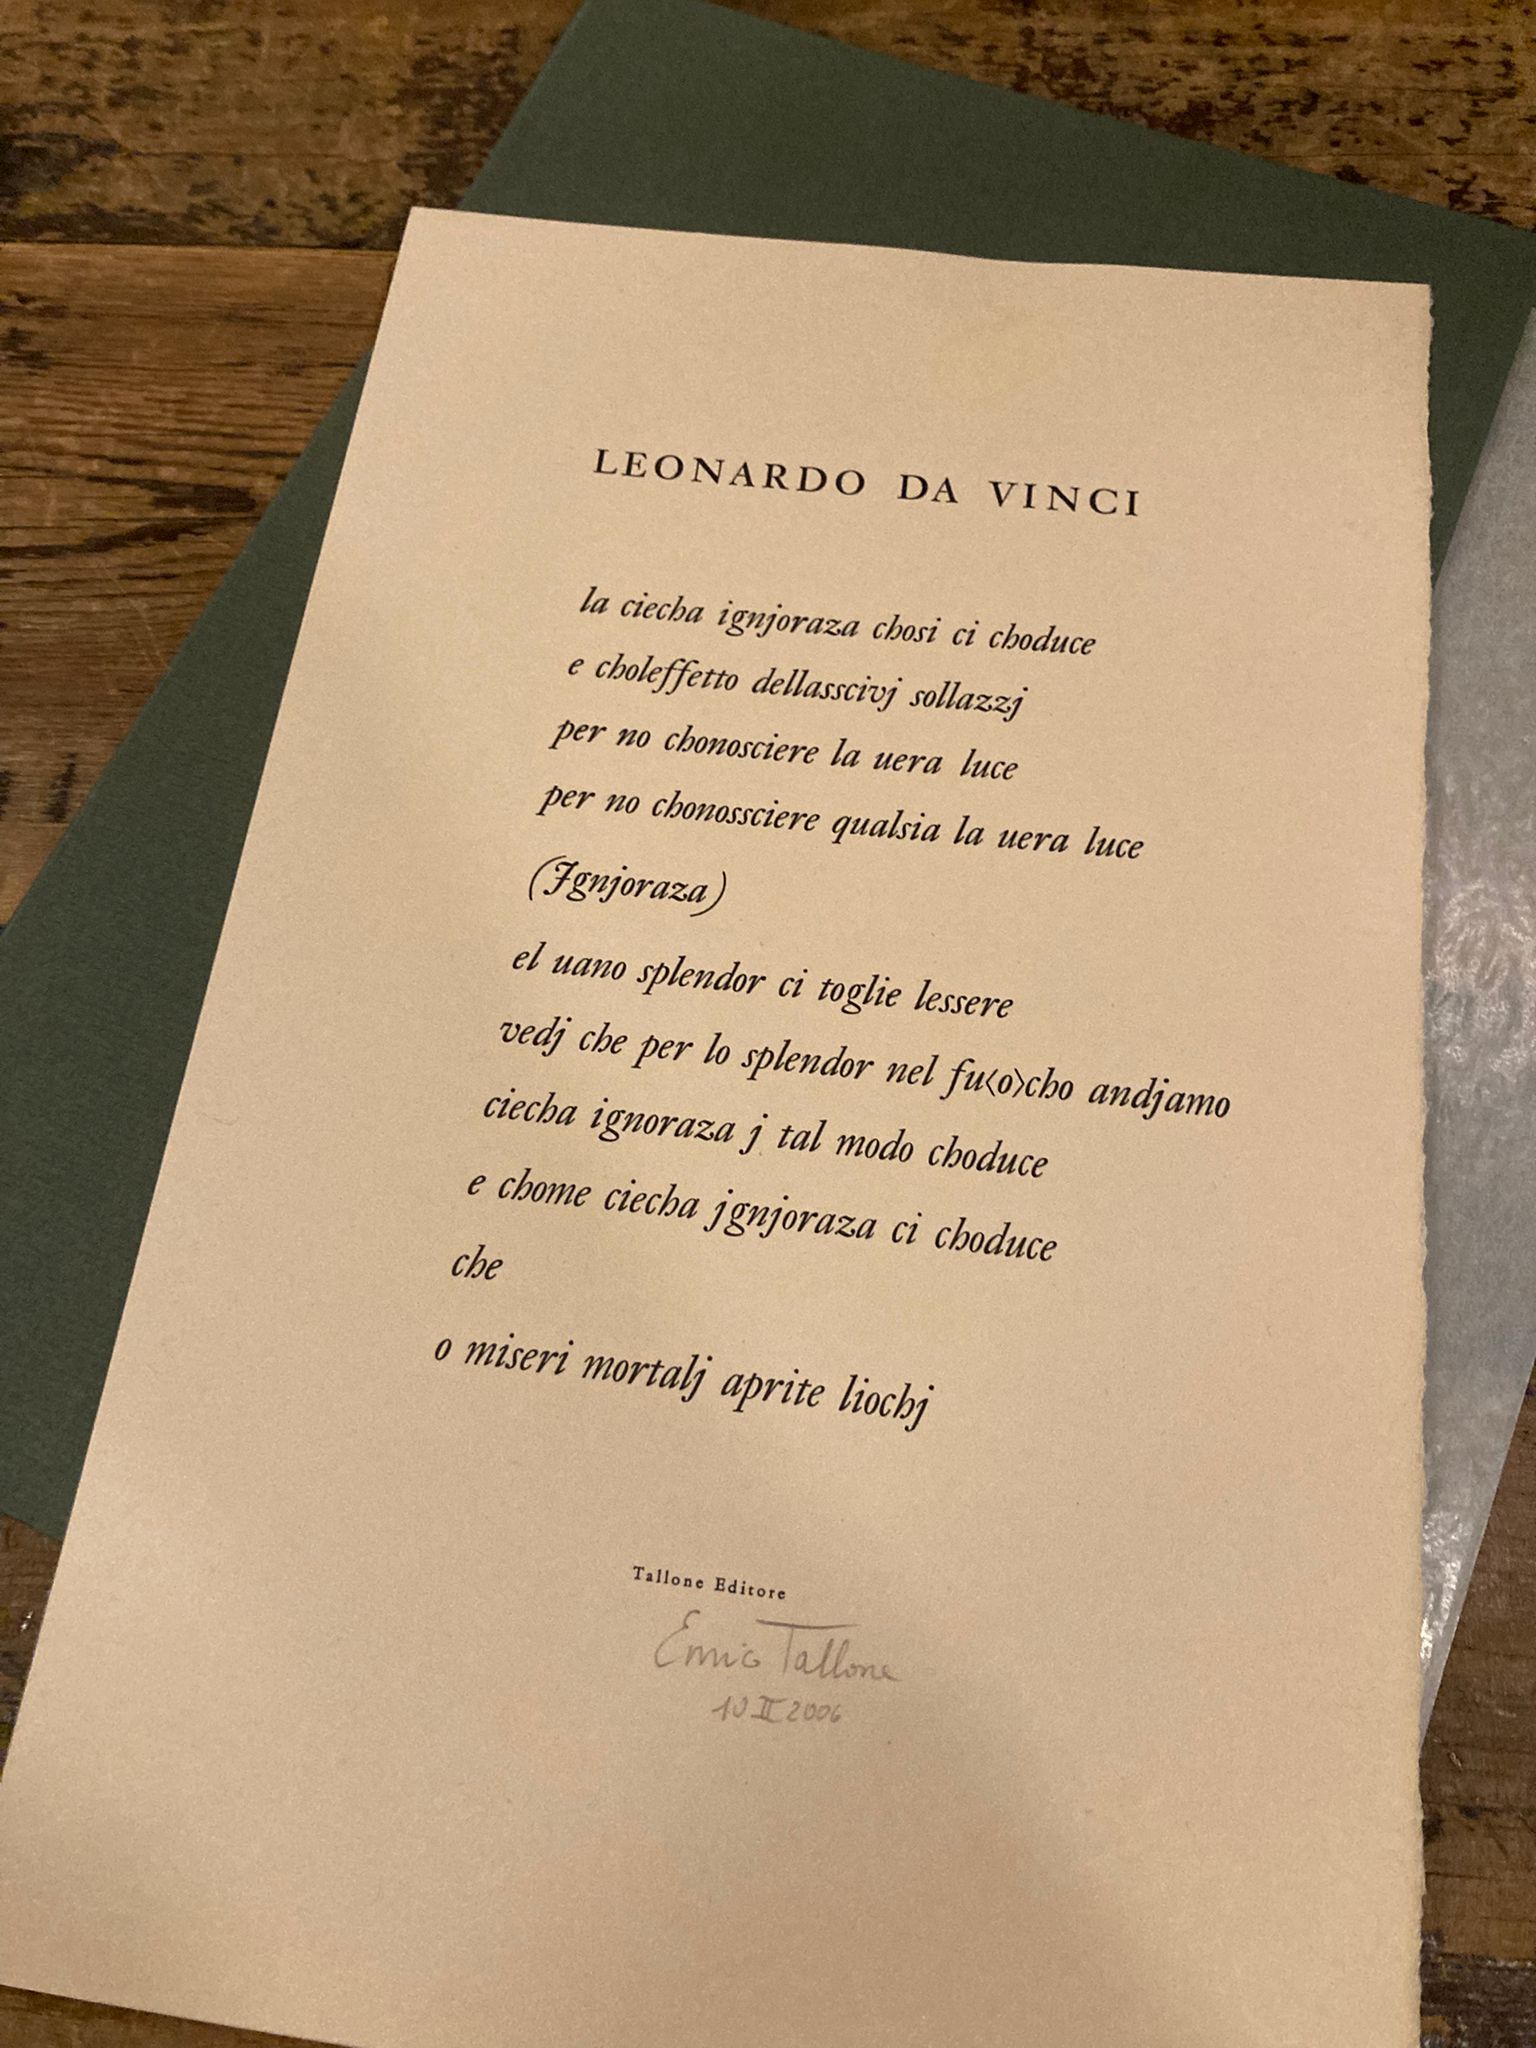 LEONARDO DA VINCI
la ciecha ignjoraza chosi ci choduce
e choleffetto dellasscivj sollazzj
per no chonosciere la uera luce
per no chonossciere qualsia la uera luce
(Ignjoraza)
el uano splendor ci toglie lessere
vedj che per lo splendor nel fu‹o›cho andjamo
ciecha ignoraza j tal modo choduce
e chome ciecha jgnjoraza ci choduce
che
o miseri mortalj aprite liochj
Tallone Editore
Enrico Tallone
10 II 2006